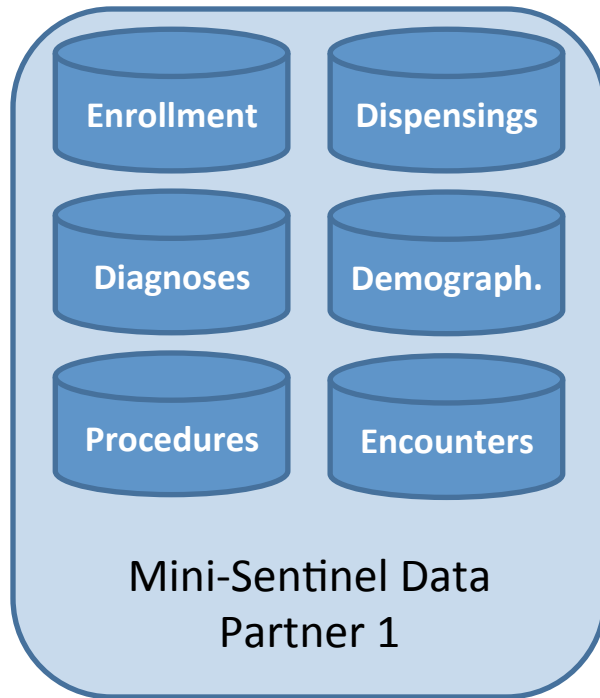 Enrollment
Dispensings
Diagnoses
Demograph.
Procedures
Encounters
Mini-Sentinel Data
Partner 1